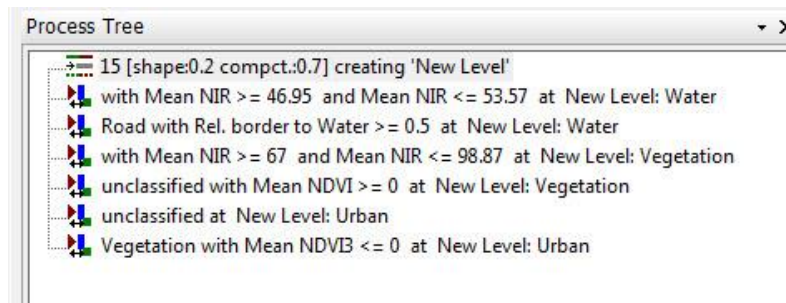 Process Tree
15 [shape:0.2 compct.:0.7] creating 'New Level'
with Mean NIR >= 46.95 and Mean NIR <= 53.57 at New Level: Water
Road with Rel. border to Water >= 0.5 at New Level: Water
with Mean NIR >= 67 and Mean NIR <= 98.87 at New Level: Vegetation
unclassified with Mean NDVI >= 0 at New Level: Vegetation
unclassified at New Level: Urban
Vegetation with Mean NDVI3 <= 0 at New Level: Urban